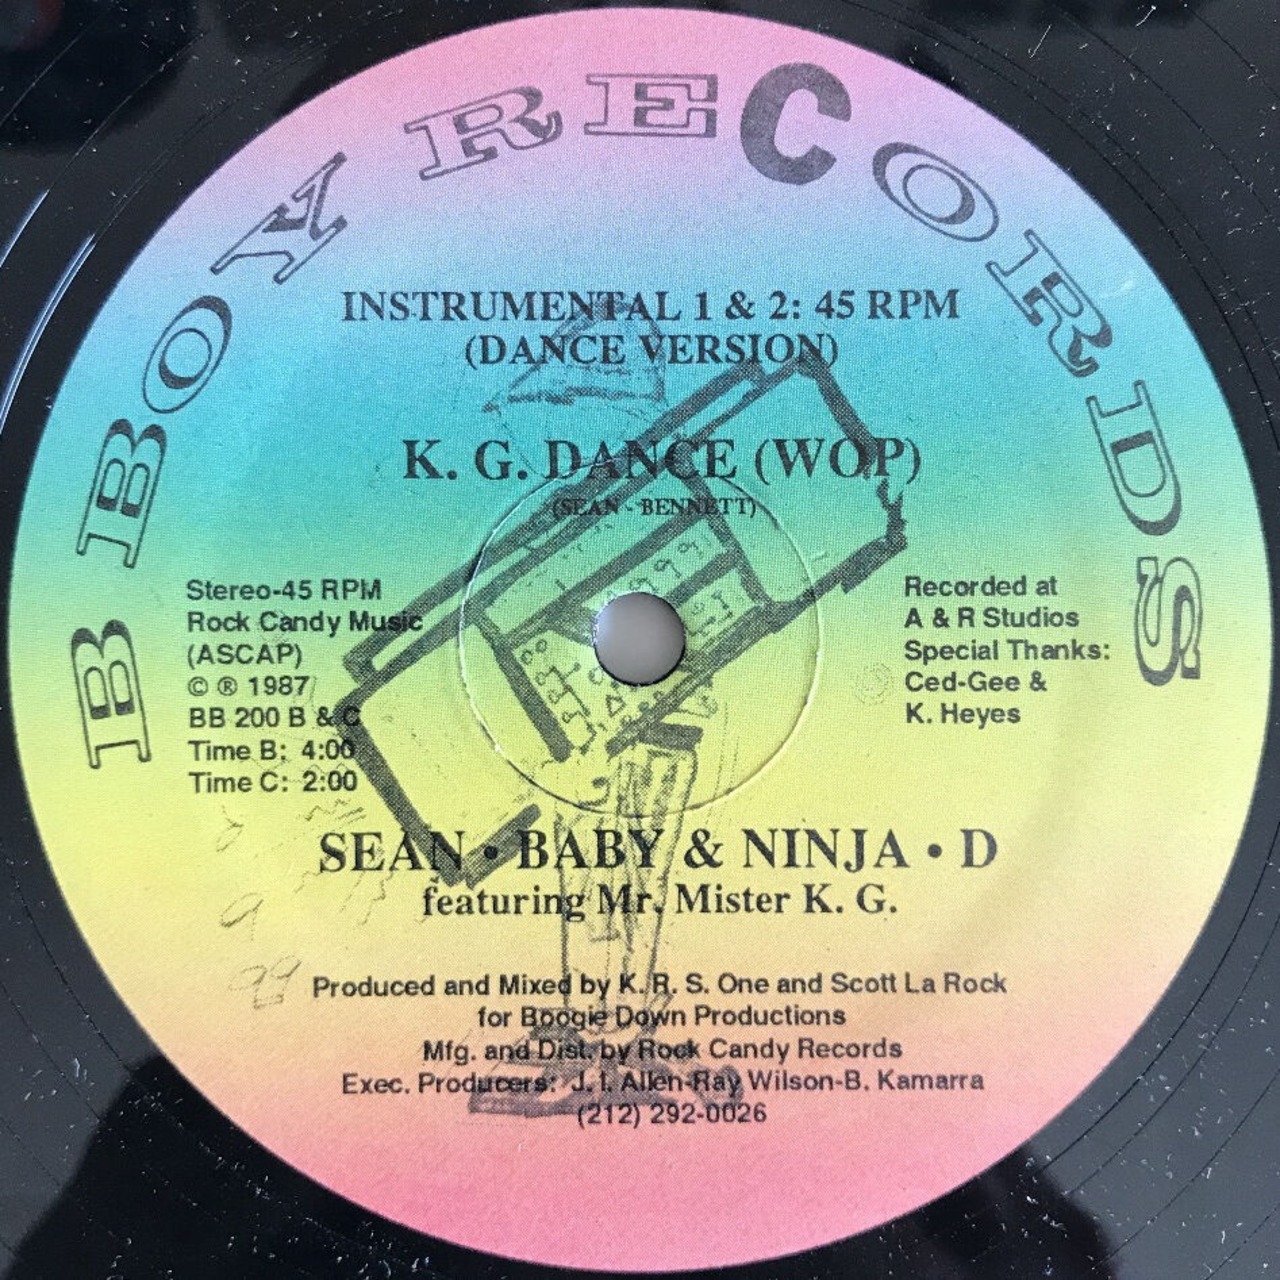 B BOY RECORDS
INSTRUMENTAL 1 & 2: 45 RPM
(DANCE VERSION)
K. G. DANCE (WOP)
(SEAN - BENNETT)
Stereo-45 RPM
Rock Candy Music
(ASCAP)
© ® 1987
BB 200 B & C
Time B: 4:00
Time C: 2:00
Recorded at
A & R Studios
Special Thanks:
Ced-Gee &
K. Heyes
SEAN • BABY & NINJA • D
featuring Mr. Mister K. G.
Produced and Mixed by K. R. S. One and Scott La Rock
for Boogie Down Productions
Mfg. and Dist. by Rock Candy Records
Exec. Producers: J. I. Allen-Ray Wilson-B. Kamarra
(212) 292-0026